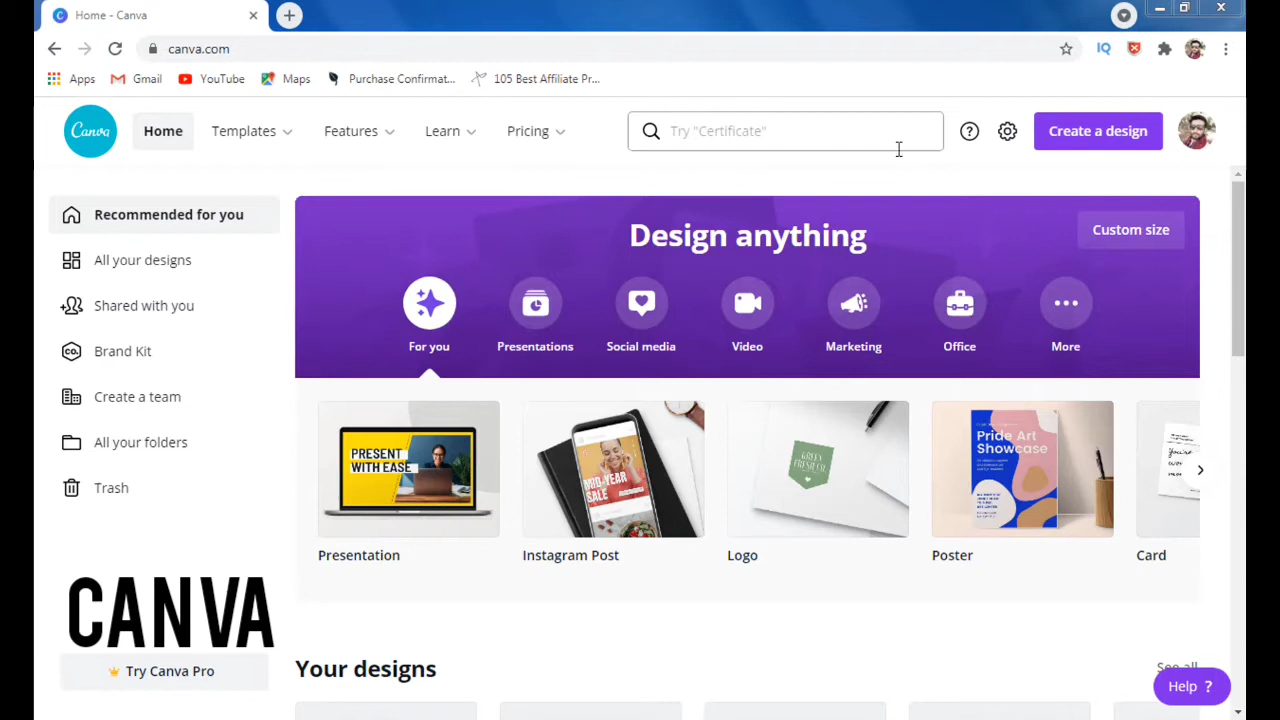 Home - Canva
canva.com
IQ
Apps
Gmail
YouTube
Maps
Purchase Confirmat...
105 Best Affiliate Pr...
Canva
Home
Templates
Features
Learn
Pricing
Try "Certificate"
Create a design
Recommended for you
All your designs
Shared with you
Brand Kit
Create a team
All your folders
Trash
CANVA
Try Canva Pro
Design anything
Custom size
For you
Presentations
Social media
Video
Marketing
Office
More
PRESENT
WITH EASE
MID-YEAR
SALE
GREEN
FRESH CO.
Pride Art
Showcase
Presentation
Instagram Post
Logo
Poster
Card
Your designs
See all
Help ?